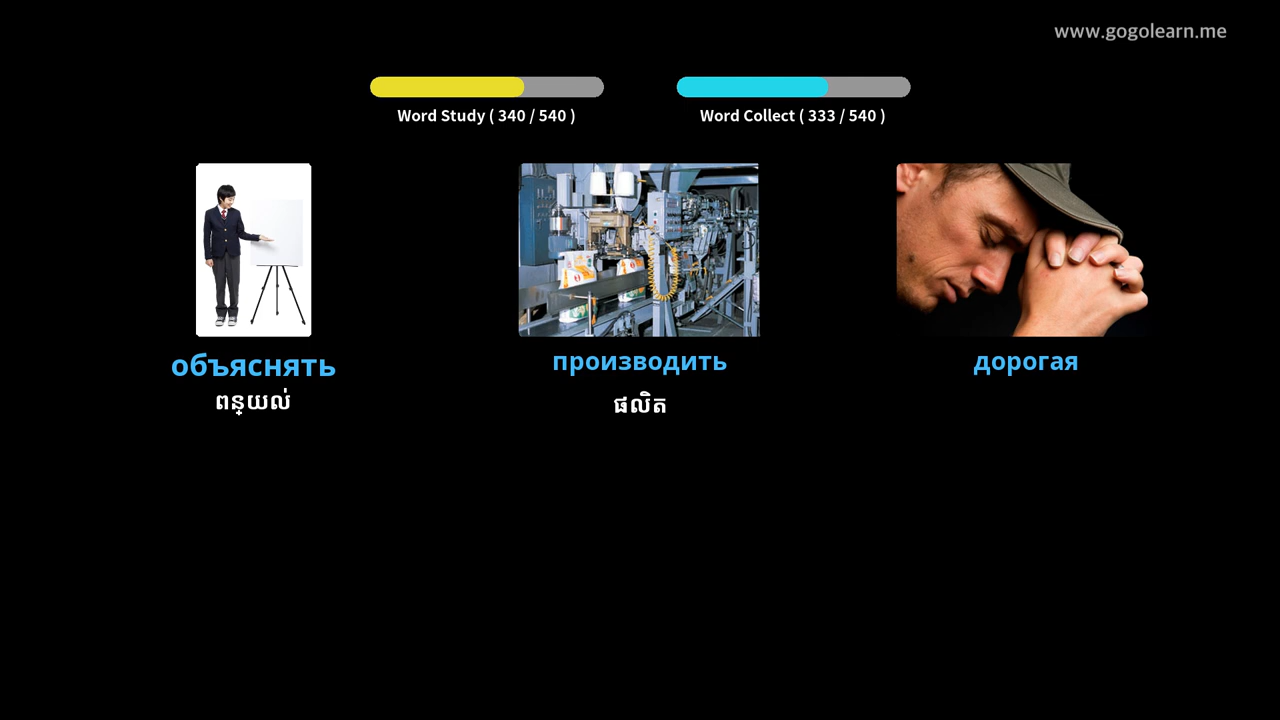 www.gogolearn.me
Word Study ( 340 / 540 )
Word Collect ( 333 / 540 )
объяснять
производить
дорогая
ពន្យល់
ផលិត